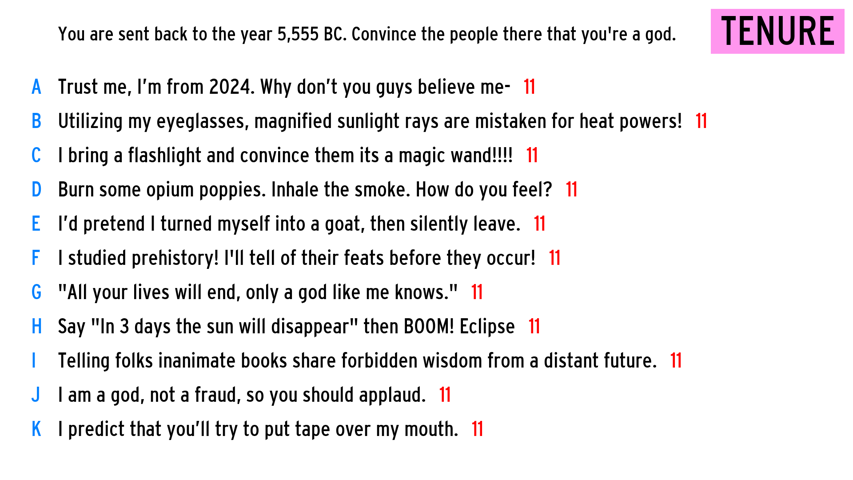 You are sent back to the year 5,555 BC. Convince the people there that you're a god.
TENURE
A Trust me, I’m from 2024. Why don’t you guys believe me- 11
B Utilizing my eyeglasses, magnified sunlight rays are mistaken for heat powers! 11
C I bring a flashlight and convince them its a magic wand!!!! 11
D Burn some opium poppies. Inhale the smoke. How do you feel? 11
E I’d pretend I turned myself into a goat, then silently leave. 11
F I studied prehistory! I'll tell of their feats before they occur! 11
G "All your lives will end, only a god like me knows." 11
H Say "In 3 days the sun will disappear" then BOOM! Eclipse 11
I Telling folks inanimate books share forbidden wisdom from a distant future. 11
J I am a god, not a fraud, so you should applaud. 11
K I predict that you’ll try to put tape over my mouth. 11